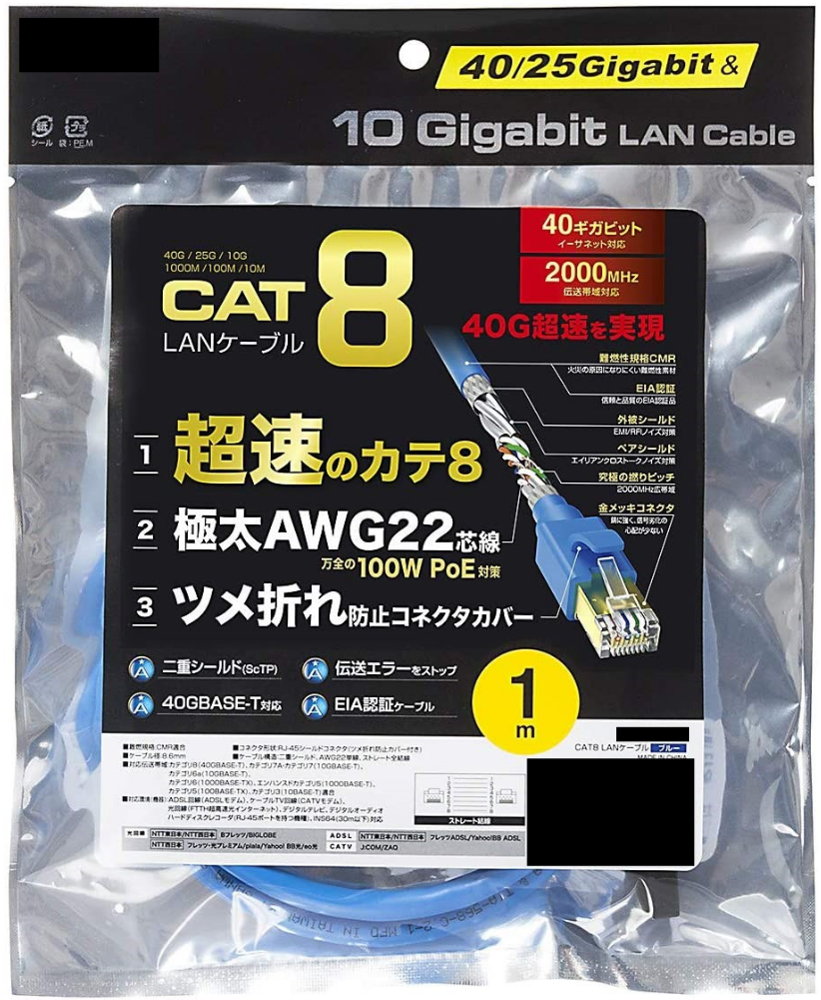 40/25Gigabit &
10 Gigabit LAN Cable
紙
プラ
シール 袋:PE,M
40G / 25G / 10G
1000M /100M /10M
CAT8
LANケーブル
40ギガビット
イーサネット対応
2000MHz
伝送帯域対応
40G超速を実現
難燃性規格CMR
火災の原因になりにくい難燃性素材
EIA認証
信頼と品質のEIA認証品
外被シールド
EMI/RFIノイズ対策
ペアシールド
エイリアンクロストークノイズ対策
究極の撚りピッチ
2000MHz広帯域
金メッキコネクタ
錆に強く、信号劣化の
心配が少ない
1 超速のカテ8
2 極太AWG22芯線
万全の100W PoE対策
3 ツメ折れ防止コネクタカバー
二重シールド(ScTP)
伝送エラーをストップ
40GBASE-T対応
EIA認証ケーブル
1m
CAT8 LANケーブル ブルー
MADE IN CHINA
■難燃規格:CMR適合
■ケーブル径:8.6mm
■コネクタ形状:RJ-45シールドコネクタ(ツメ折れ防止カバー付き)
■ケーブル構造:二重シールド、AWG22単線、ストレート全結線
■対応伝送帯域:カテゴリ8(40GBASE-T)、カテゴリ7A・カテゴリ7(10GBASE-T)、
カテゴリ6a(10GBASE-T)、
カテゴリ6(1000BASE-TX)、エンハンスドカテゴリ5(1000BASE-T)、
カテゴリ5(100BASE-TX)、カテゴリ3(10BASE-T)適合
■対応環境(機器):ADSL回線(ADSLモデム)、ケーブルTV回線(CATVモデム)、
光回線(FTTH超高速光インターネット)、デジタルテレビ、デジタルオーディオ
ハードディスクレコーダ(RJ-45ポートを持つ機種)、INS64(30m以下)対応
ストレート結線
光回線 NTT東日本/NTT西日本 Bフレッツ/BIGLOBE
NTT西日本 フレッツ・光プレミアム/plala/Yahoo! BB光/eo光
ADSL NTT東日本/NTT西日本 フレッツADSL/Yahoo!BB ADSL
CATV J:COM/ZAQ
& TIA-568-C.2-1
MFD IN TAIWAN